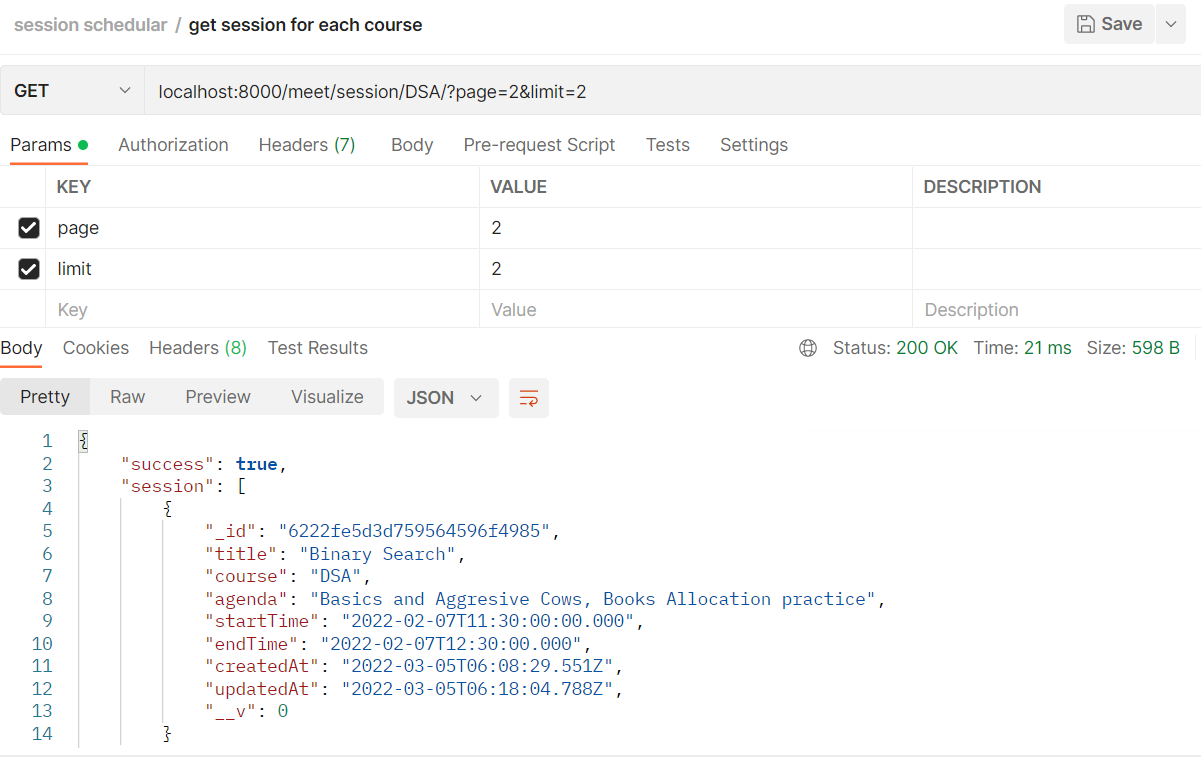 session schedular / get session for each course
Save
GET
localhost:8000/meet/session/DSA/?page=2&limit=2
Params Authorization Headers (7) Body Pre-request Script Tests Settings
KEY VALUE DESCRIPTION
page 2
limit 2
Key Value Description
Body Cookies Headers (8) Test Results Status: 200 OK Time: 21 ms Size: 598 B
Pretty Raw Preview Visualize JSON
1 {
2 "success": true,
3 "session": [
4 {
5 "_id": "6222fe5d3d759564596f4985",
6 "title": "Binary Search",
7 "course": "DSA",
8 "agenda": "Basics and Aggresive Cows, Books Allocation practice",
9 "startTime": "2022-02-07T11:30:00:00.000",
10 "endTime": "2022-02-07T12:30:00.000",
11 "createdAt": "2022-03-05T06:08:29.551Z",
12 "updatedAt": "2022-03-05T06:18:04.788Z",
13 "__v": 0
14 }